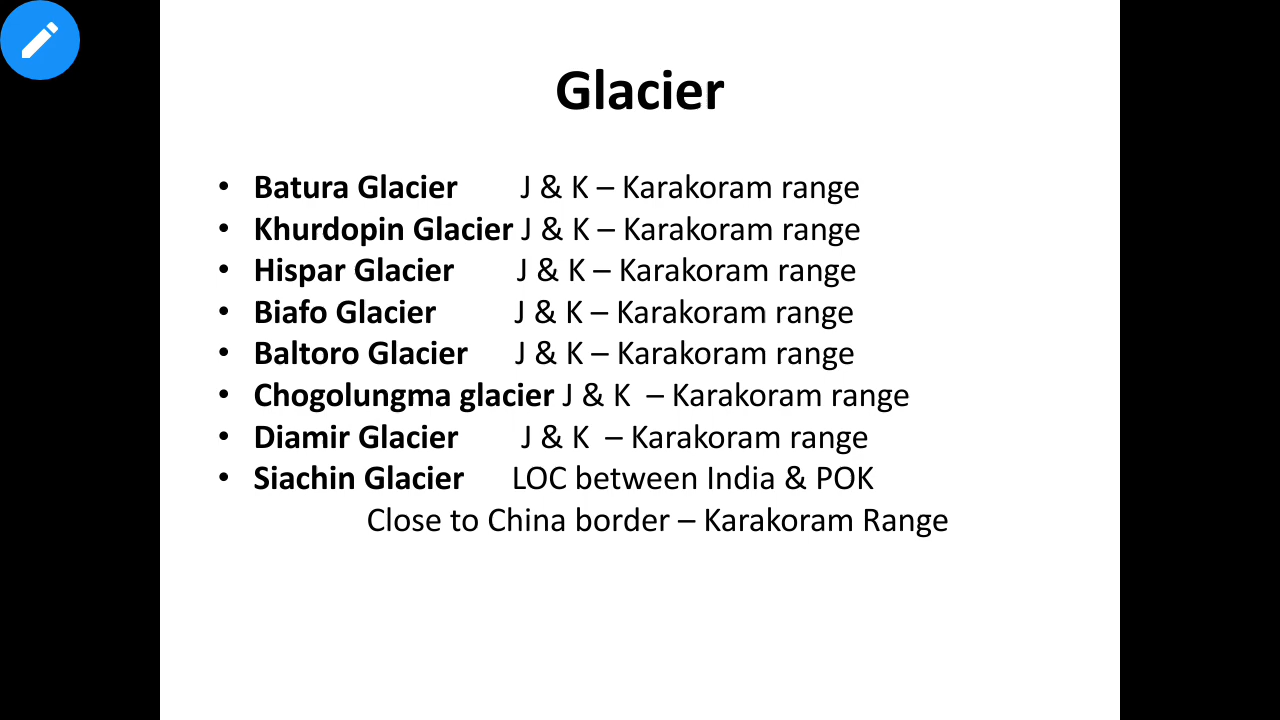 Glacier
• Batura Glacier J & K – Karakoram range
• Khurdopin Glacier J & K – Karakoram range
• Hispar Glacier J & K – Karakoram range
• Biafo Glacier J & K – Karakoram range
• Baltoro Glacier J & K – Karakoram range
• Chogolungma glacier J & K – Karakoram range
• Diamir Glacier J & K – Karakoram range
• Siachin Glacier LOC between India & POK
Close to China border – Karakoram Range